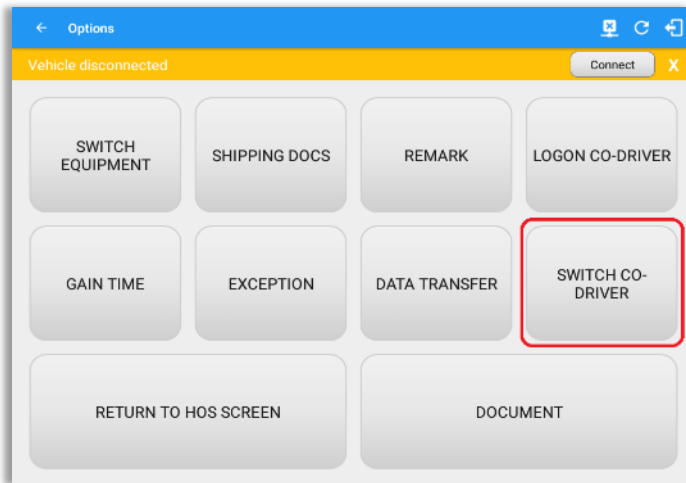 Options
Vehicle disconnected
Connect
X
SWITCH
EQUIPMENT
SHIPPING DOCS
REMARK
LOGON CO-DRIVER
GAIN TIME
EXCEPTION
DATA TRANSFER
SWITCH CO-
DRIVER
RETURN TO HOS SCREEN
DOCUMENT